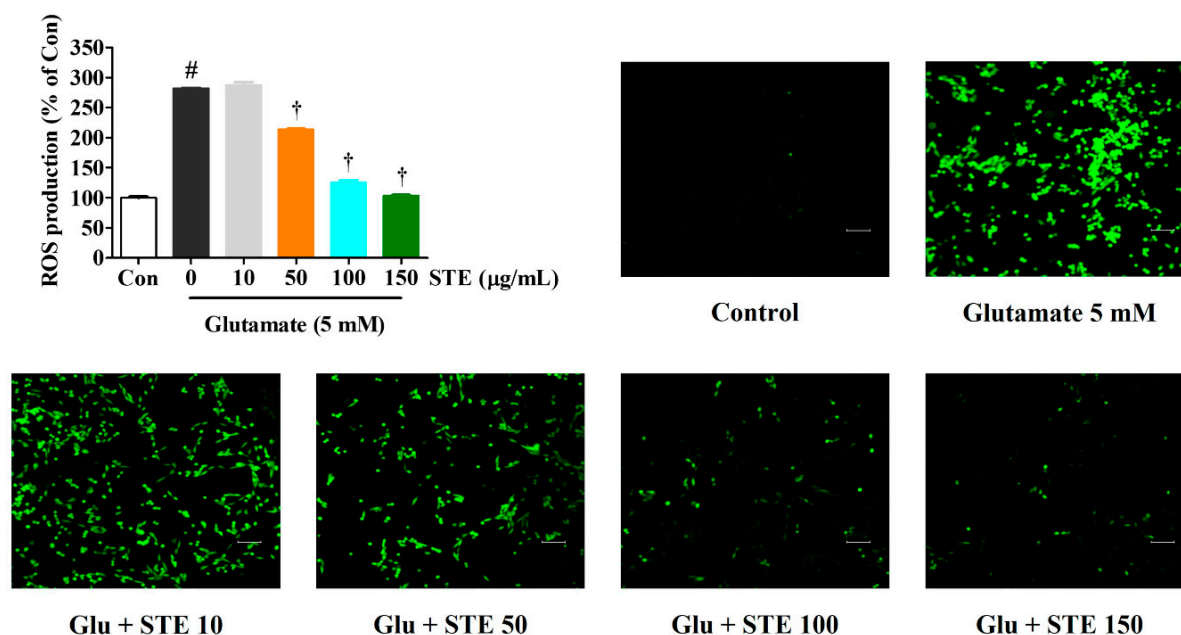 ROS production (% of Con)
350
300
250
200
150
100
50
0
#
†
†
†
Con 0 10 50 100 150 STE (μg/mL)
Glutamate (5 mM)
Control
Glutamate 5 mM
Glu + STE 10
Glu + STE 50
Glu + STE 100
Glu + STE 150